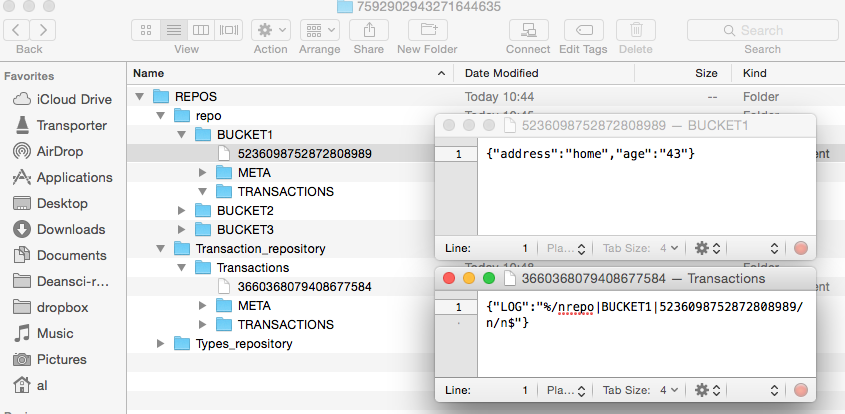 7592902943271644635
Back
View
Action
Arrange
Share
New Folder
Connect
Edit Tags
Delete
Search
Search
Favorites
iCloud Drive
Transporter
AirDrop
Applications
Desktop
Downloads
Documents
Deansci-r...
dropbox
Music
Pictures
al
Name
Date Modified
Size
Kind
REPOS
Today 10:44
--
Folder
repo
BUCKET1
5236098752872808989
META
TRANSACTIONS
BUCKET2
BUCKET3
Transaction_repository
Transactions
3660368079408677584
META
TRANSACTIONS
Types_repository
5236098752872808989 — BUCKET1
1 {"address":"home","age":"43"}
Line: 1 Pla... Tab Size: 4
3660368079408677584 — Transactions
1 {"LOG":"%/nrepo|BUCKET1|5236098752872808989/
n/n$"}
Line: 1 Pla... Tab Size: 4